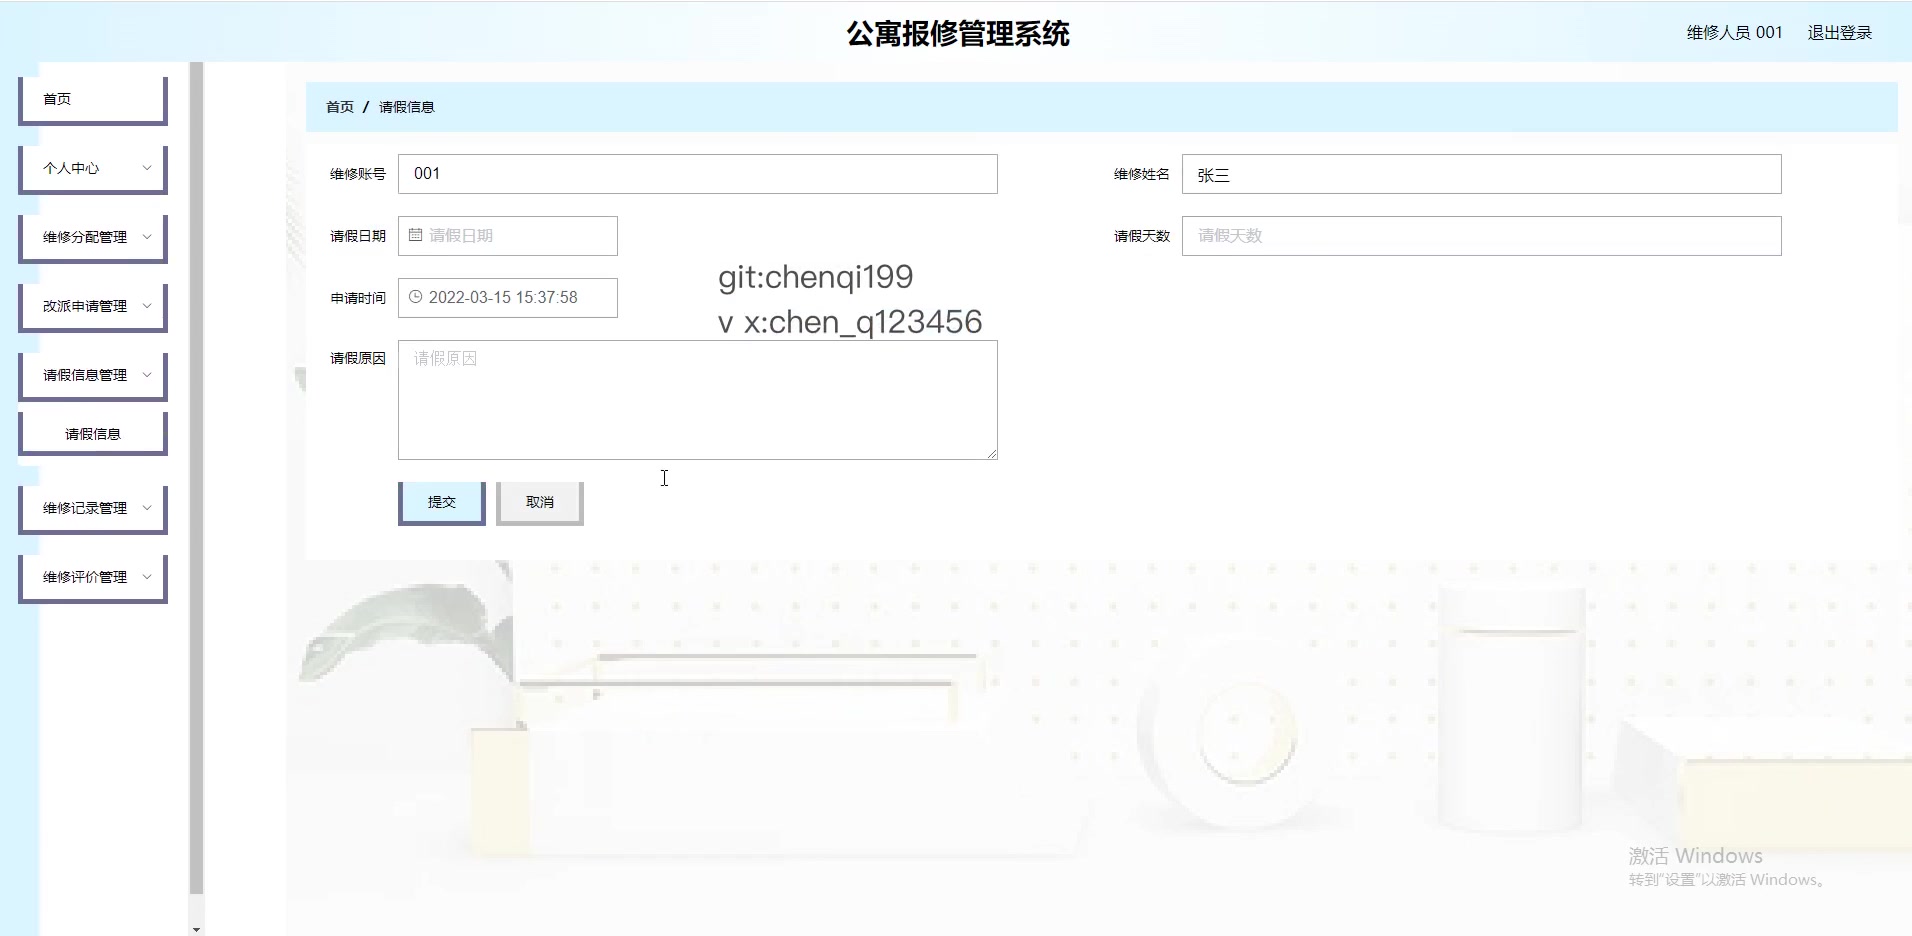 公寓报修管理系统
维修人员 001 退出登录
首页
个人中心
维修分配管理
改派申请管理
请假信息管理
请假信息
维修记录管理
维修评价管理
首页 / 请假信息
维修账号 001
维修姓名 张三
请假日期 请假日期
请假天数 请假天数
申请时间 2022-03-15 15:37:58
git:chenqi199
v x:chen_q123456
请假原因 请假原因
提交 取消
激活 Windows
转到“设置”以激活 Windows。